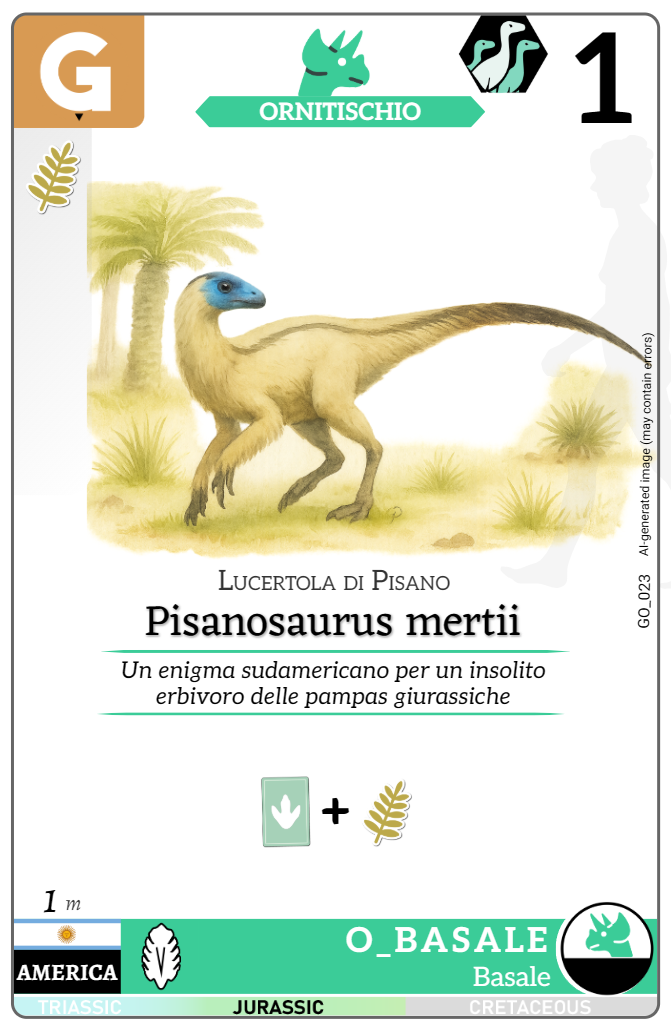 G
ORNITISCHIO
1
AI-generated image (may contain errors)
GO_023
Lucertola di Pisano
Pisanosaurus mertii
Un enigma sudamericano per un insolito
erbivoro delle pampas giurassiche
+
1 m
AMERICA
O_BASALE
Basale
TRIASSIC
JURASSIC
CRETACEOUS